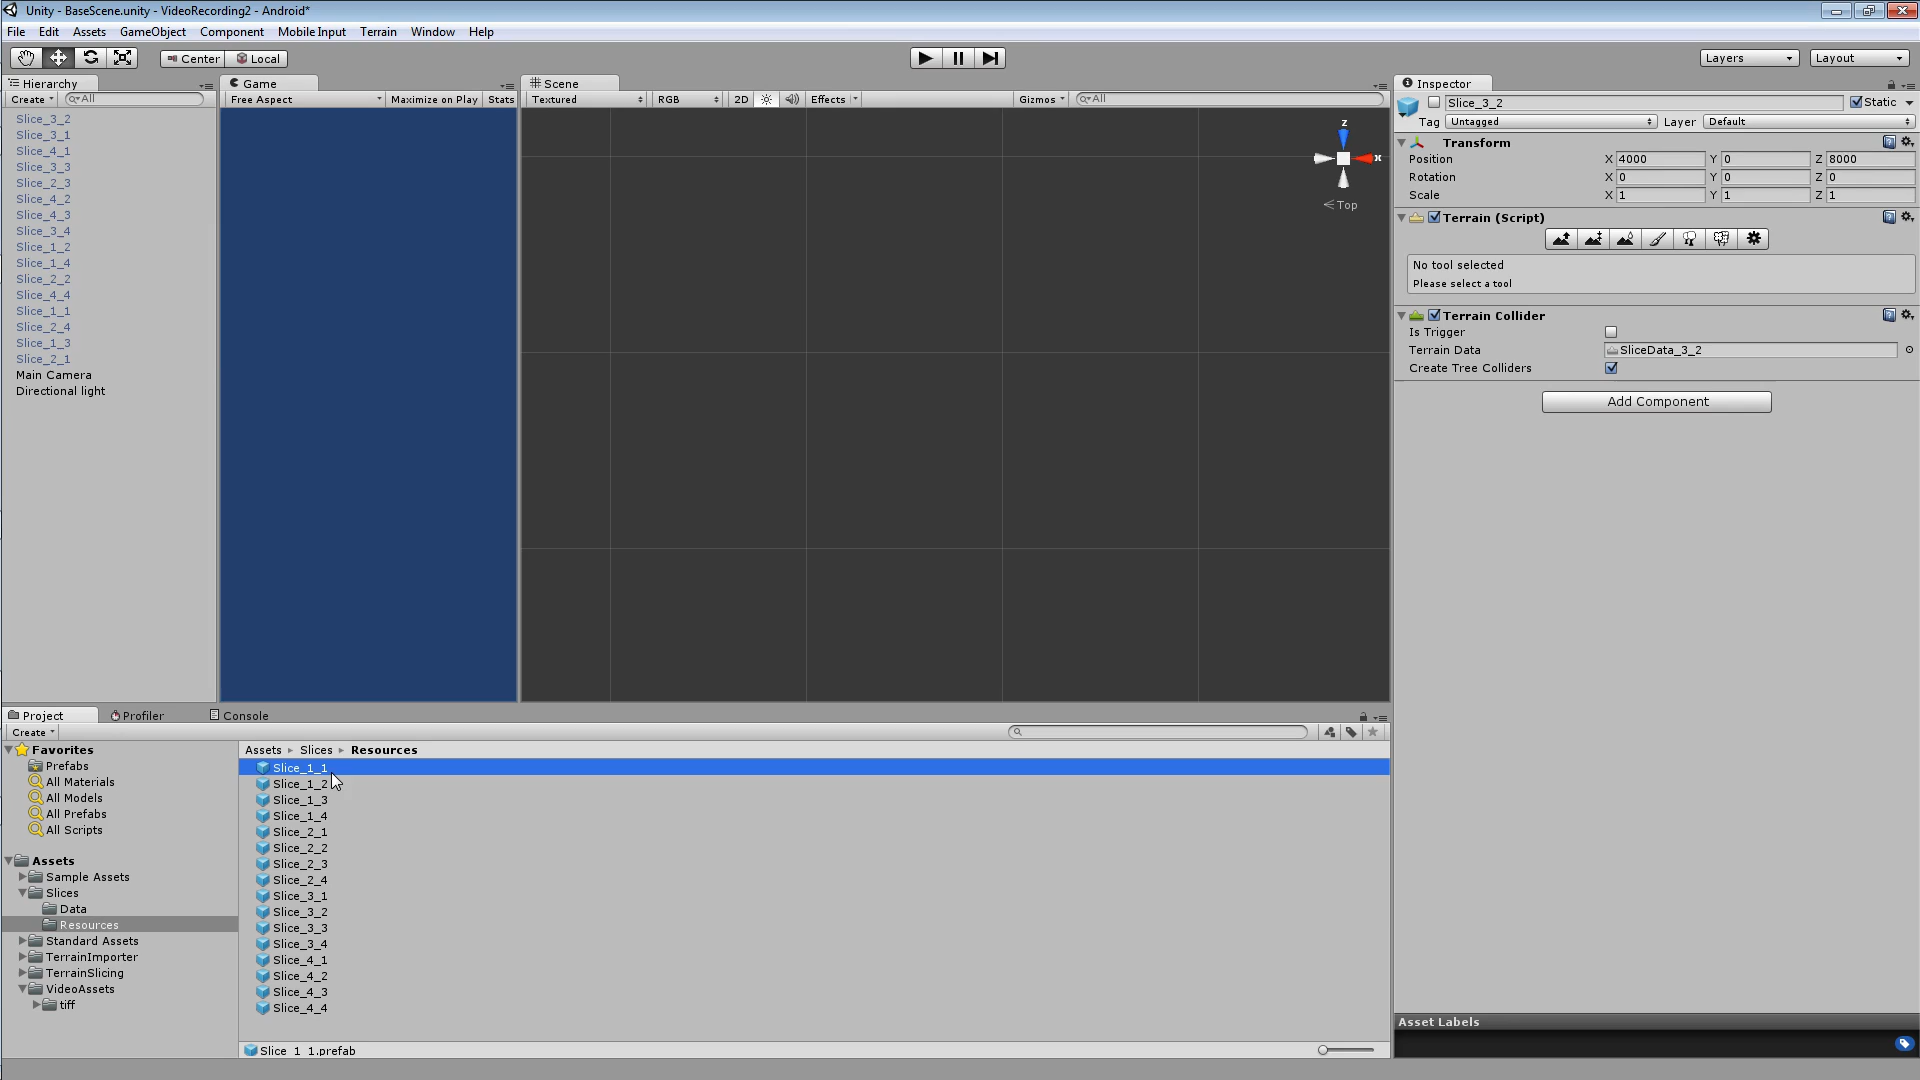 Unity - BaseScene.unity - VideoRecording2 - Android*
File Edit Assets GameObject Component Mobile Input Terrain Window Help
Center Local Layers Layout
Hierarchy
Create All
Slice_3_2
Slice_3_1
Slice_4_1
Slice_3_3
Slice_2_3
Slice_4_2
Slice_4_3
Slice_3_4
Slice_1_2
Slice_1_4
Slice_2_2
Slice_4_4
Slice_1_1
Slice_2_4
Slice_1_3
Slice_2_1
Main Camera
Directional light
Game
Free Aspect Maximize on Play Stats
Scene
Textured RGB 2D Effects Gizmos All
z
x
Top
Inspector
Slice_3_2 Static
Tag Untagged Layer Default
Transform
Position X 4000 Y 0 Z 8000
Rotation X 0 Y 0 Z 0
Scale X 1 Y 1 Z 1
Terrain (Script)
No tool selected
Please select a tool
Terrain Collider
Is Trigger
Terrain Data SliceData_3_2
Create Tree Colliders
Add Component
Project Profiler Console
Create
Favorites
Prefabs
All Materials
All Models
All Prefabs
All Scripts
Assets
Sample Assets
Slices
Data
Resources
Standard Assets
TerrainImporter
TerrainSlicing
VideoAssets
tiff
Assets Slices Resources
Slice_1_1
Slice_1_2
Slice_1_3
Slice_1_4
Slice_2_1
Slice_2_2
Slice_2_3
Slice_2_4
Slice_3_1
Slice_3_2
Slice_3_3
Slice_3_4
Slice_4_1
Slice_4_2
Slice_4_3
Slice_4_4
Slice_1_1.prefab
Asset Labels